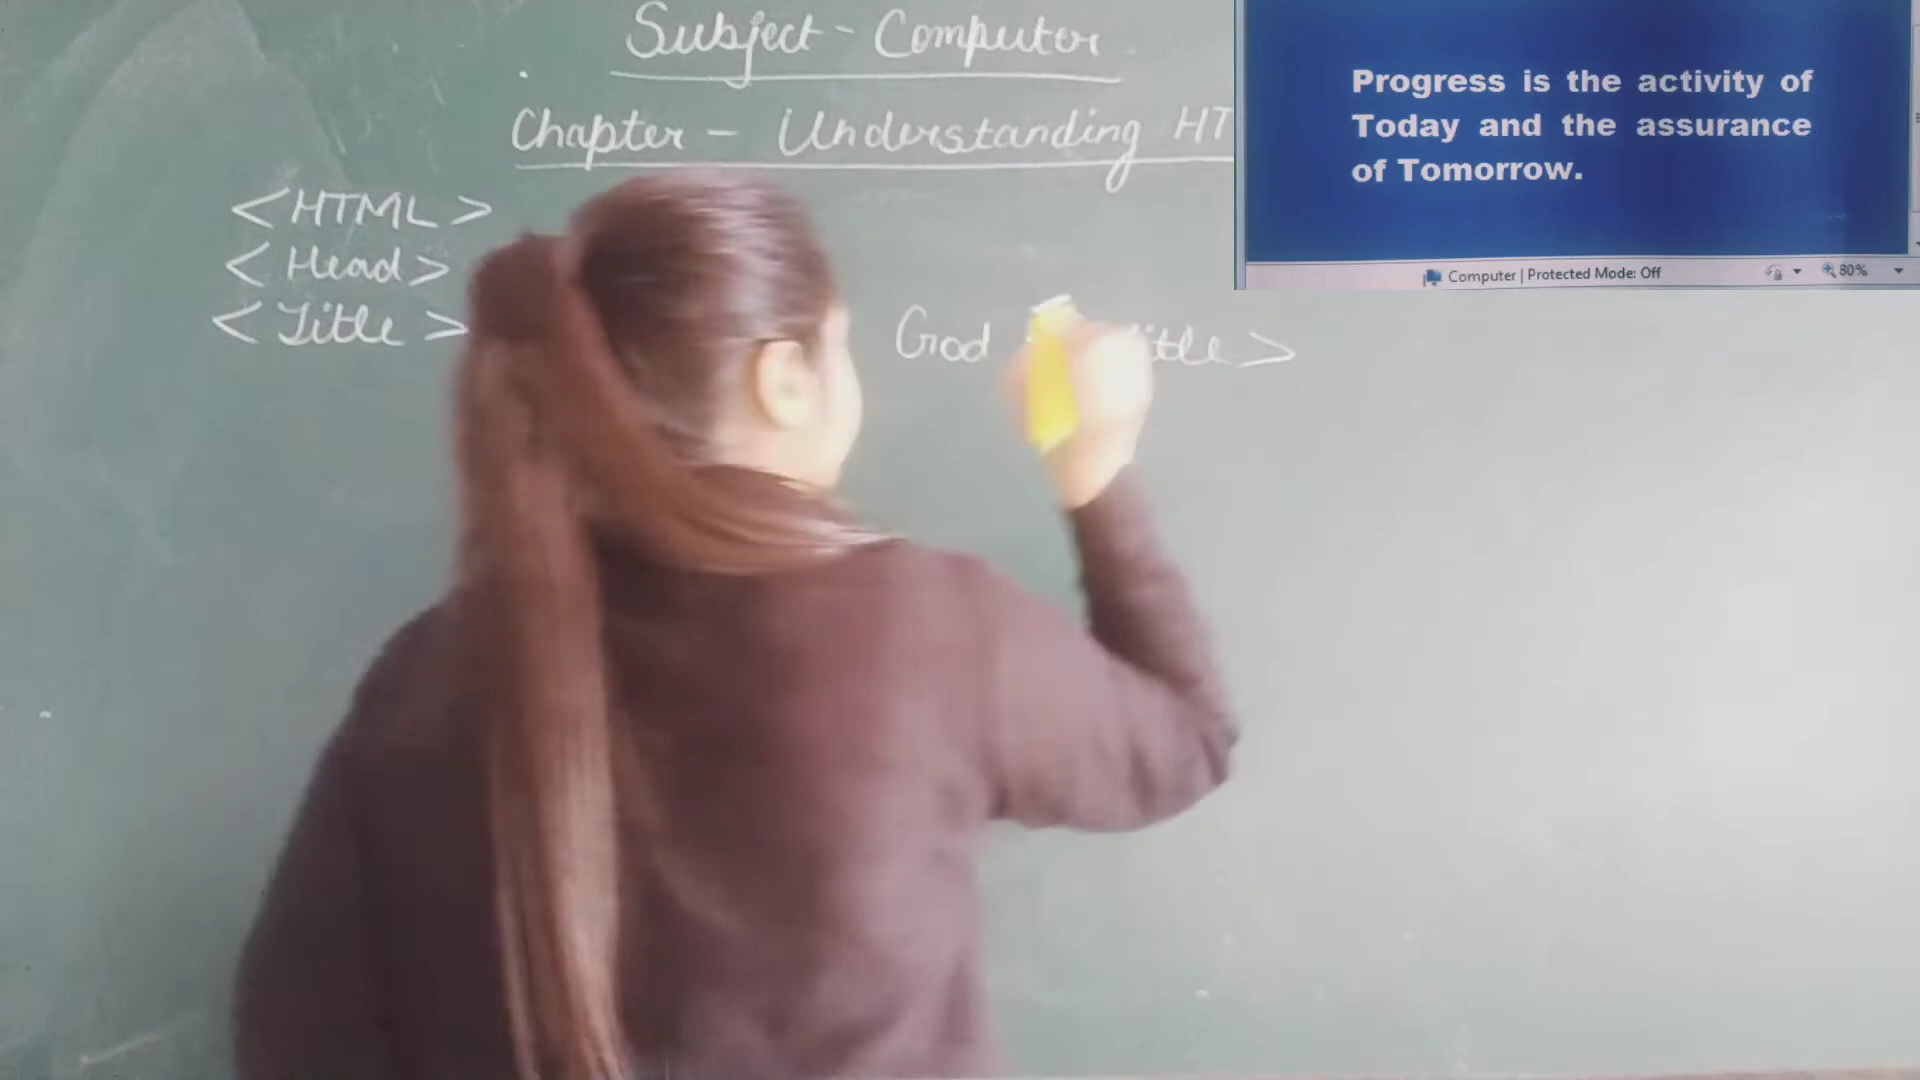 Subject - Computer
Chapter - Understanding HT
<HTML>
<Head>
<Title>
God
Progress is the activity of
Today and the assurance
of Tomorrow.
Computer | Protected Mode: Off
80%